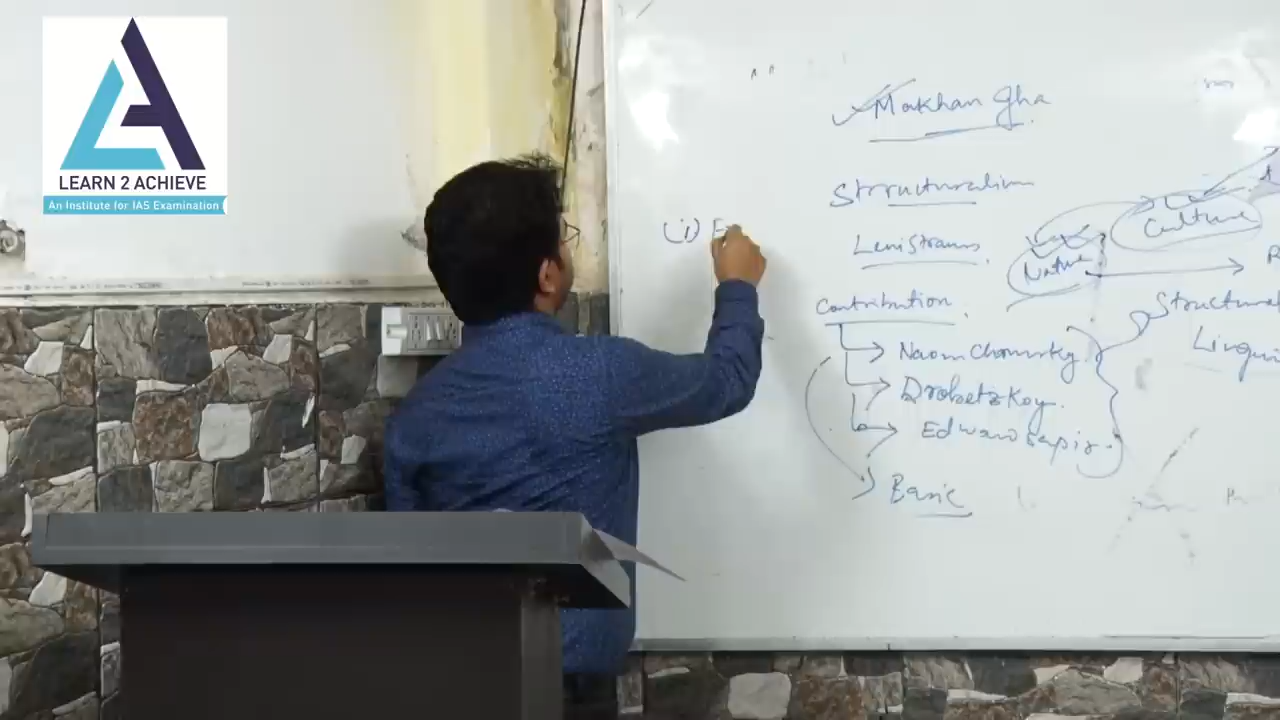 LEARN 2 ACHIEVE
An Institute for IAS Examination
Makhan Jha
Structuralism
(i)
Culture
Levistrauss
Nature
Contribution
Structural
Naom Chomsky
Linguis
Drobetzkoy
Edward Sapir
Basic